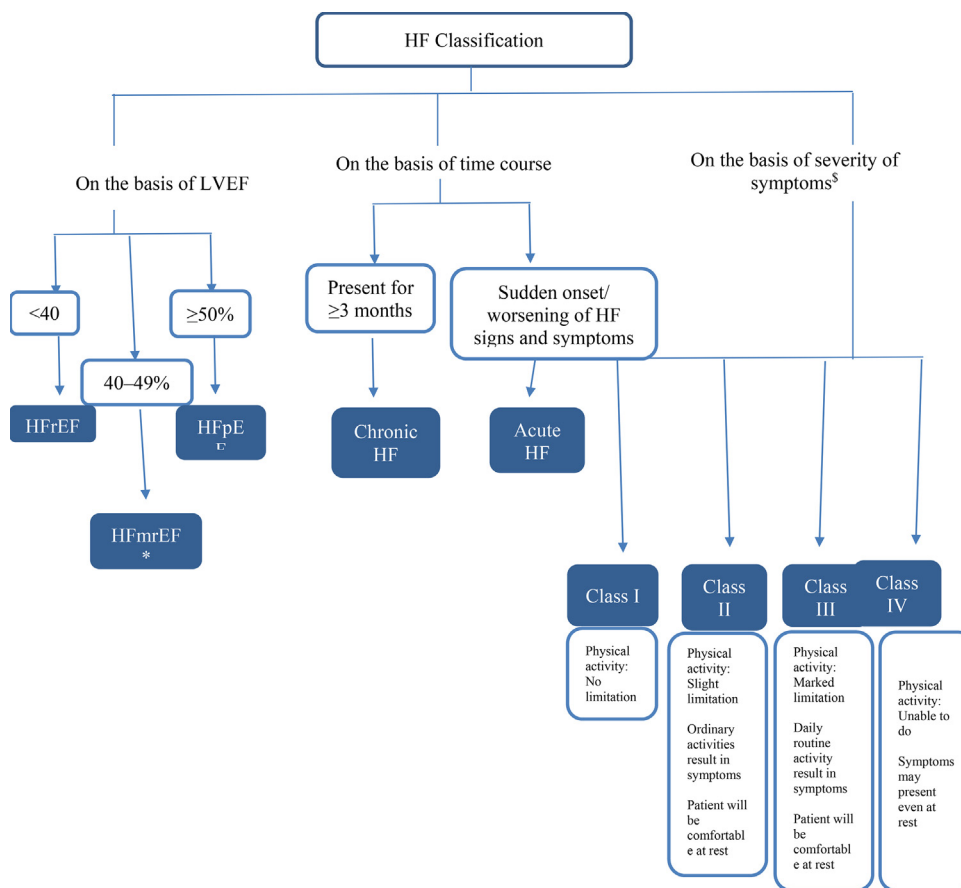 HF Classification
On the basis of LVEF
On the basis of time course
On the basis of severity of
symptoms$
<40
40–49%
≥50%
HFrEF
HFmrEF
*
HFpE
F
Present for
≥3 months
Sudden onset/
worsening of HF
signs and symptoms
Chronic
HF
Acute
HF
Class I
Physical
activity:
No
limitation
Class
II
Physical
activity:
Slight
limitation
Ordinary
activities
result in
symptoms
Patient will
be
comfortabl
e at rest
Class
III
Physical
activity:
Marked
limitation
Daily
routine
activity
result in
symptoms
Patient will
be
comfortabl
e at rest
Class
IV
Physical
activity:
Unable to
do
Symptoms
may
present
even at
rest